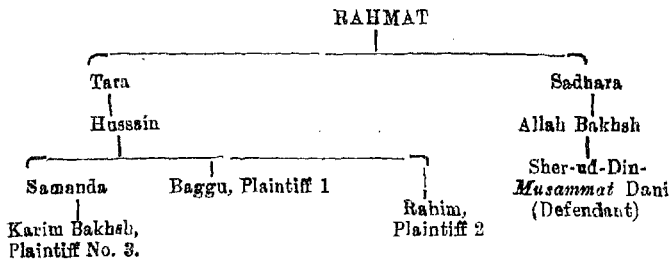 RAHMAT
Tara Sadhara
Hussain Allah Bakhsh
Samanda Baggu, Plaintiff 1 Rahim, Plaintiff 2 Sher-ud-Din-Musammat Dani (Defendant)
Karim Bakhsh, Plaintiff No. 3.